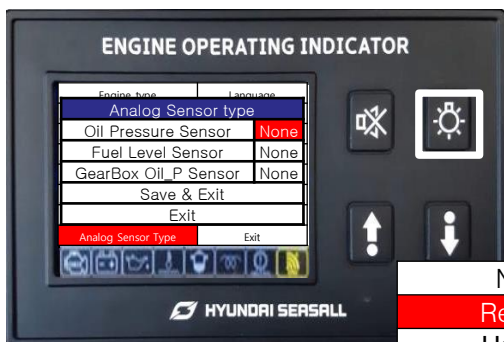 ENGINE OPERATING INDICATOR
Engine type Language
Analog Sensor type
Oil Pressure Sensor None
Fuel Level Sensor None
GearBox Oil_P Sensor None
Save & Exit
Exit
Analog Sensor Type Exit
HYUNDAI SEASALL